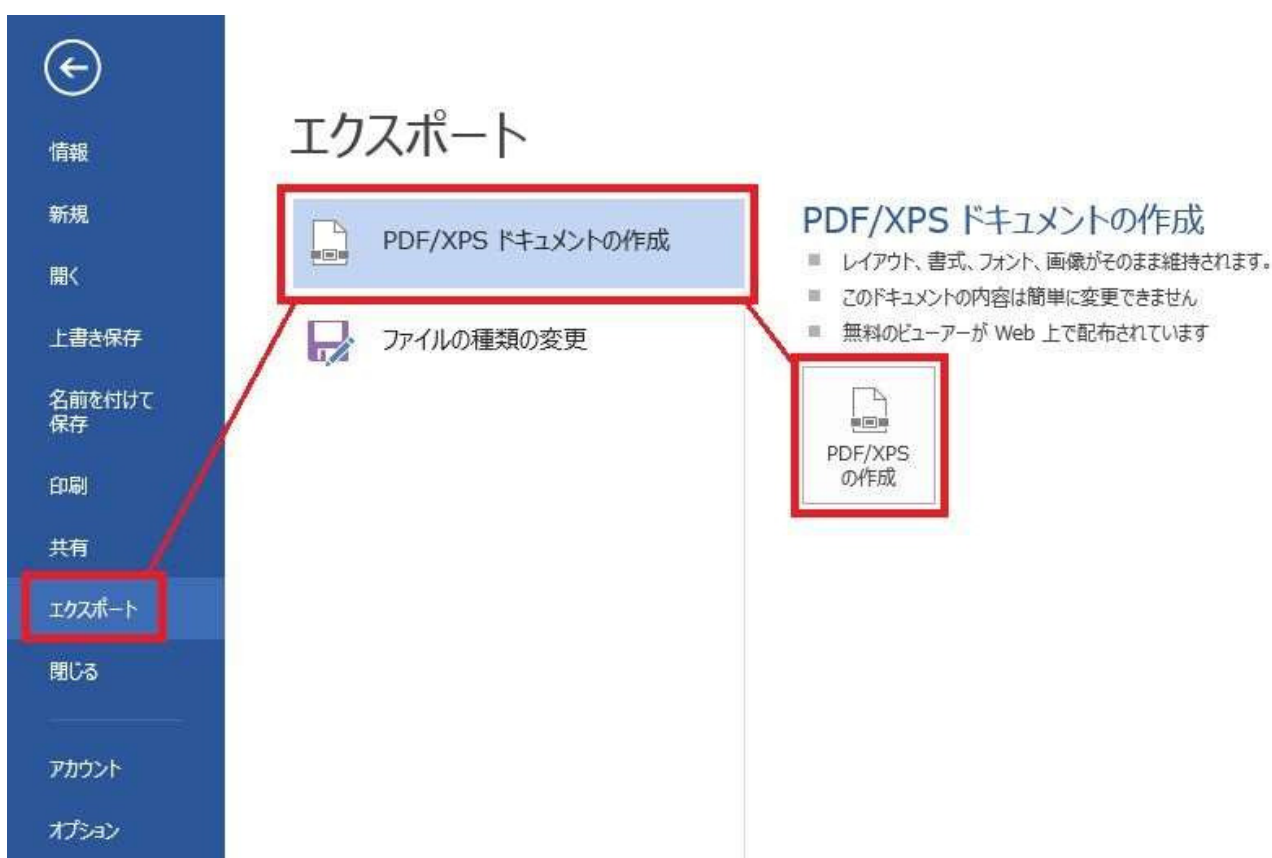 情報
新規
開く
上書き保存
名前を付けて
保存
印刷
共有
エクスポート
閉じる
アカウント
オプション
エクスポート
PDF/XPS ドキュメントの作成
ファイルの種類の変更
PDF/XPS ドキュメントの作成
レイアウト、書式、フォント、画像がそのまま維持されます。
このドキュメントの内容は簡単に変更できません
無料のビューアーが Web 上で配布されています
PDF/XPS
の作成